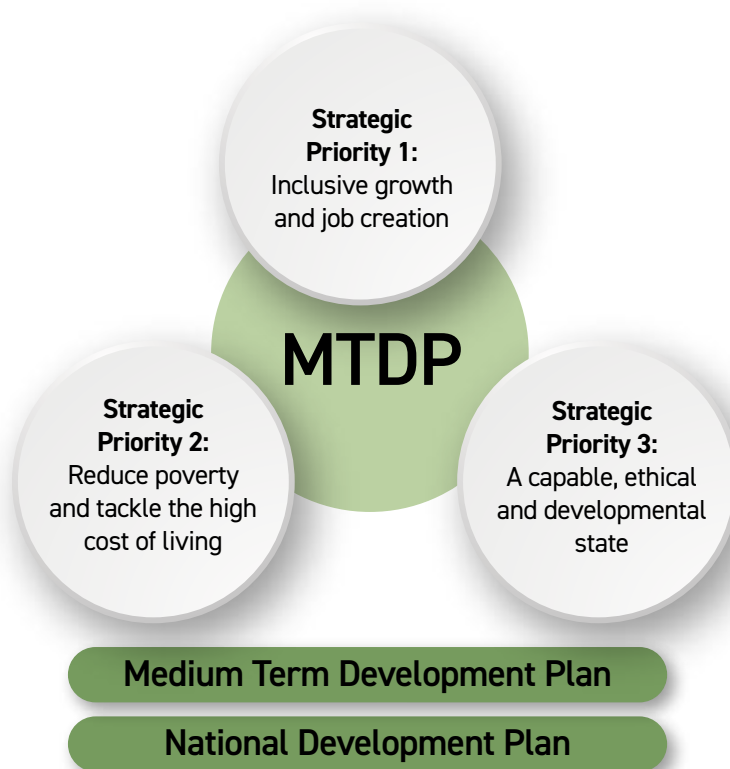 Strategic
Priority 1:
Inclusive growth
and job creation
MTDP
Strategic
Priority 2:
Reduce poverty
and tackle the high
cost of living
Strategic
Priority 3:
A capable, ethical
and developmental
state
Medium Term Development Plan
National Development Plan